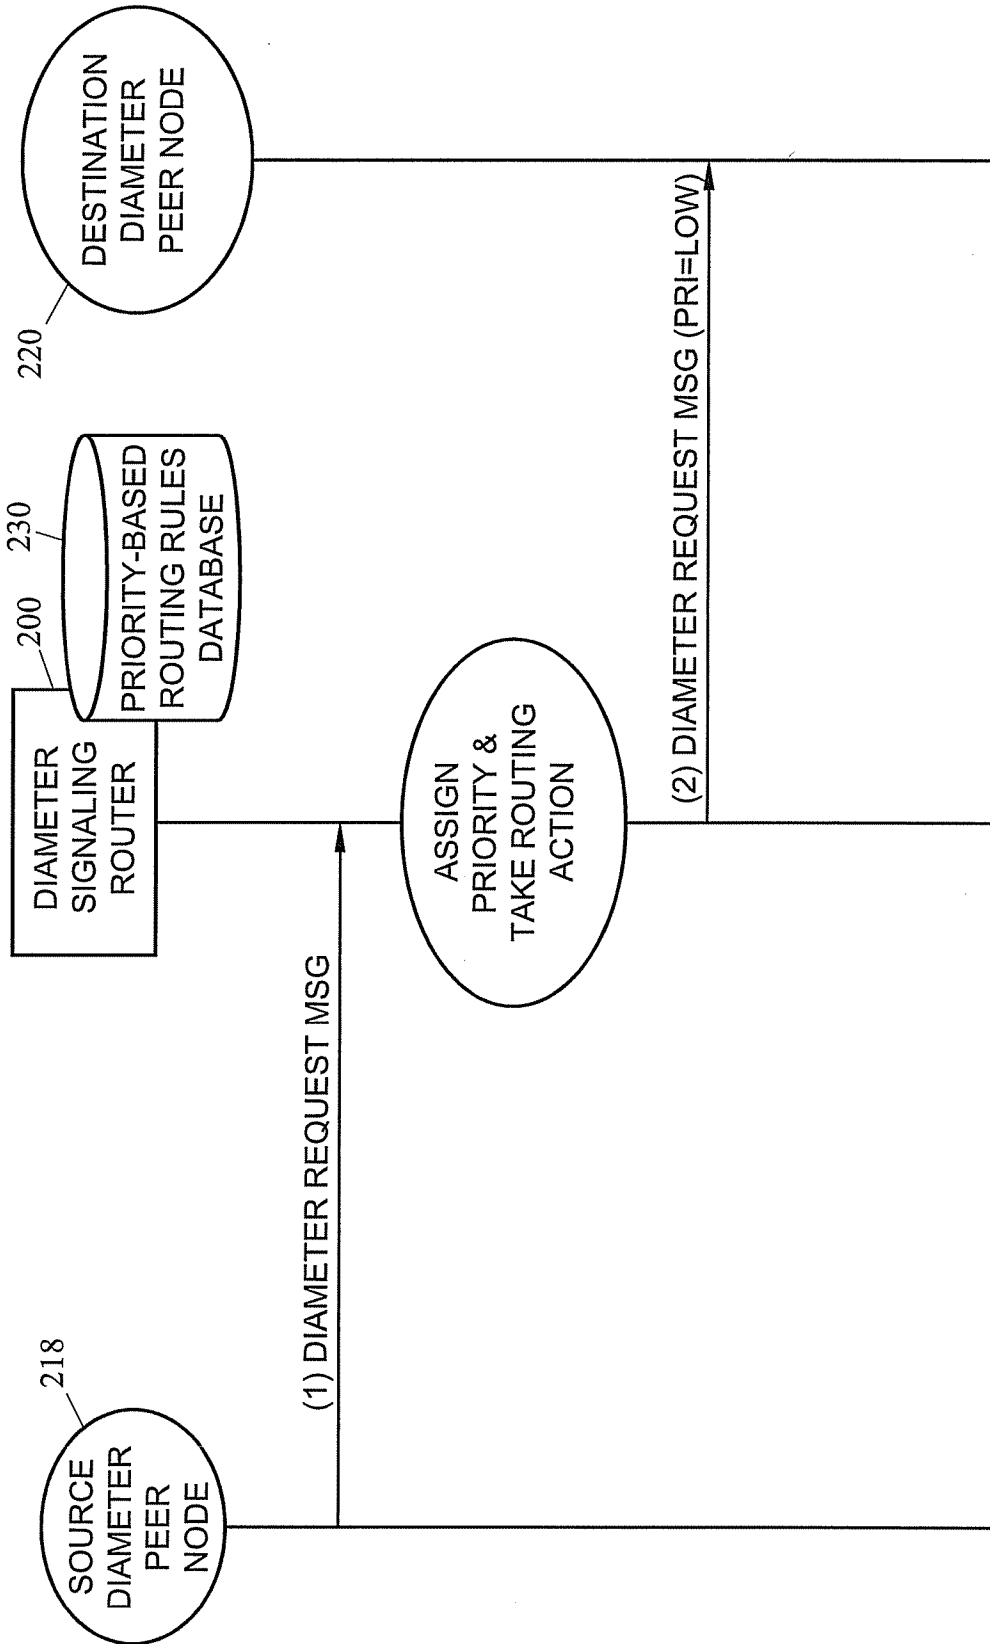 SOURCE
DIAMETER
PEER
NODE
218
DIAMETER
SIGNALING
ROUTER
200
230
PRIORITY-BASED
ROUTING RULES
DATABASE
220
DESTINATION
DIAMETER
PEER NODE
(1) DIAMETER REQUEST MSG
ASSIGN
PRIORITY &
TAKE ROUTING
ACTION
(2) DIAMETER REQUEST MSG (PRI=LOW)